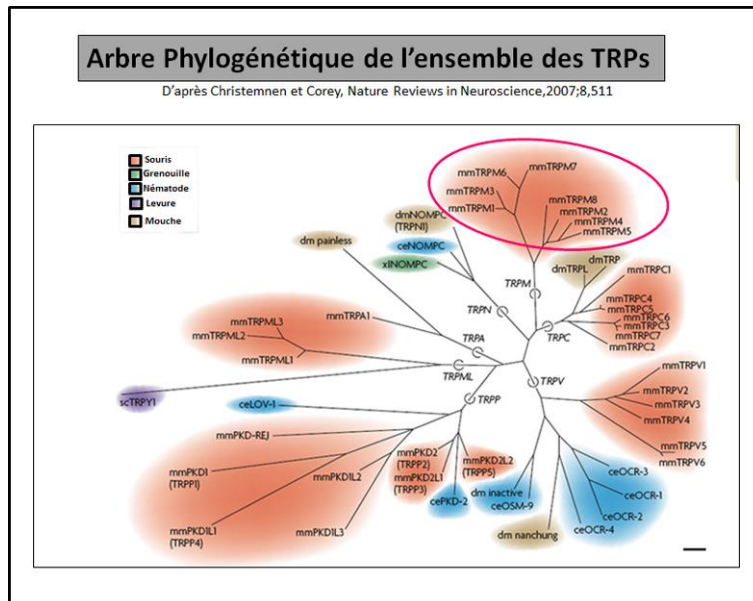 Arbre Phylogénétique de l'ensemble des TRPs
D'après Christemnen et Corey, Nature Reviews in Neuroscience,2007;8,511
Souris
Grenouille
Nématode
Levure
Mouche
mmTRPM6
mmTRPM7
mmTRPM3
mmTRPM1
mmTRPM8
mmTRPM2
mmTRPM4
mmTRPM5
dmNOMPC
(TRPN1)
ceNOMPC
xlNOMPC
dm painless
dmTRP
dmTRPL
mmTRPC1
mmTRPC4
mmTRPC5
mmTRPC6
mmTRPC3
mmTRPC7
mmTRPC2
TRPM
TRPN
TRPC
TRPA
TRPML
TRPP
TRPV
mmTRPA1
mmTRPML3
mmTRPML2
mmTRPML1
scTRPY1
ceLOV-1
mmTRPV1
mmTRPV2
mmTRPV3
mmTRPV4
mmTRPV5
mmTRPV6
mmPKD-REJ
mmPKD1
(TRPP1)
mmPKD1L2
mmPKD1L1
(TRPP4)
mmPKD1L3
mmPKD2
(TRPP2)
mmPKD2L1
(TRPP3)
mmPKD2L2
(TRPP5)
cePKD-2
dm inactive
ceOSM-9
dm nanchung
ceOCR-3
ceOCR-1
ceOCR-2
ceOCR-4